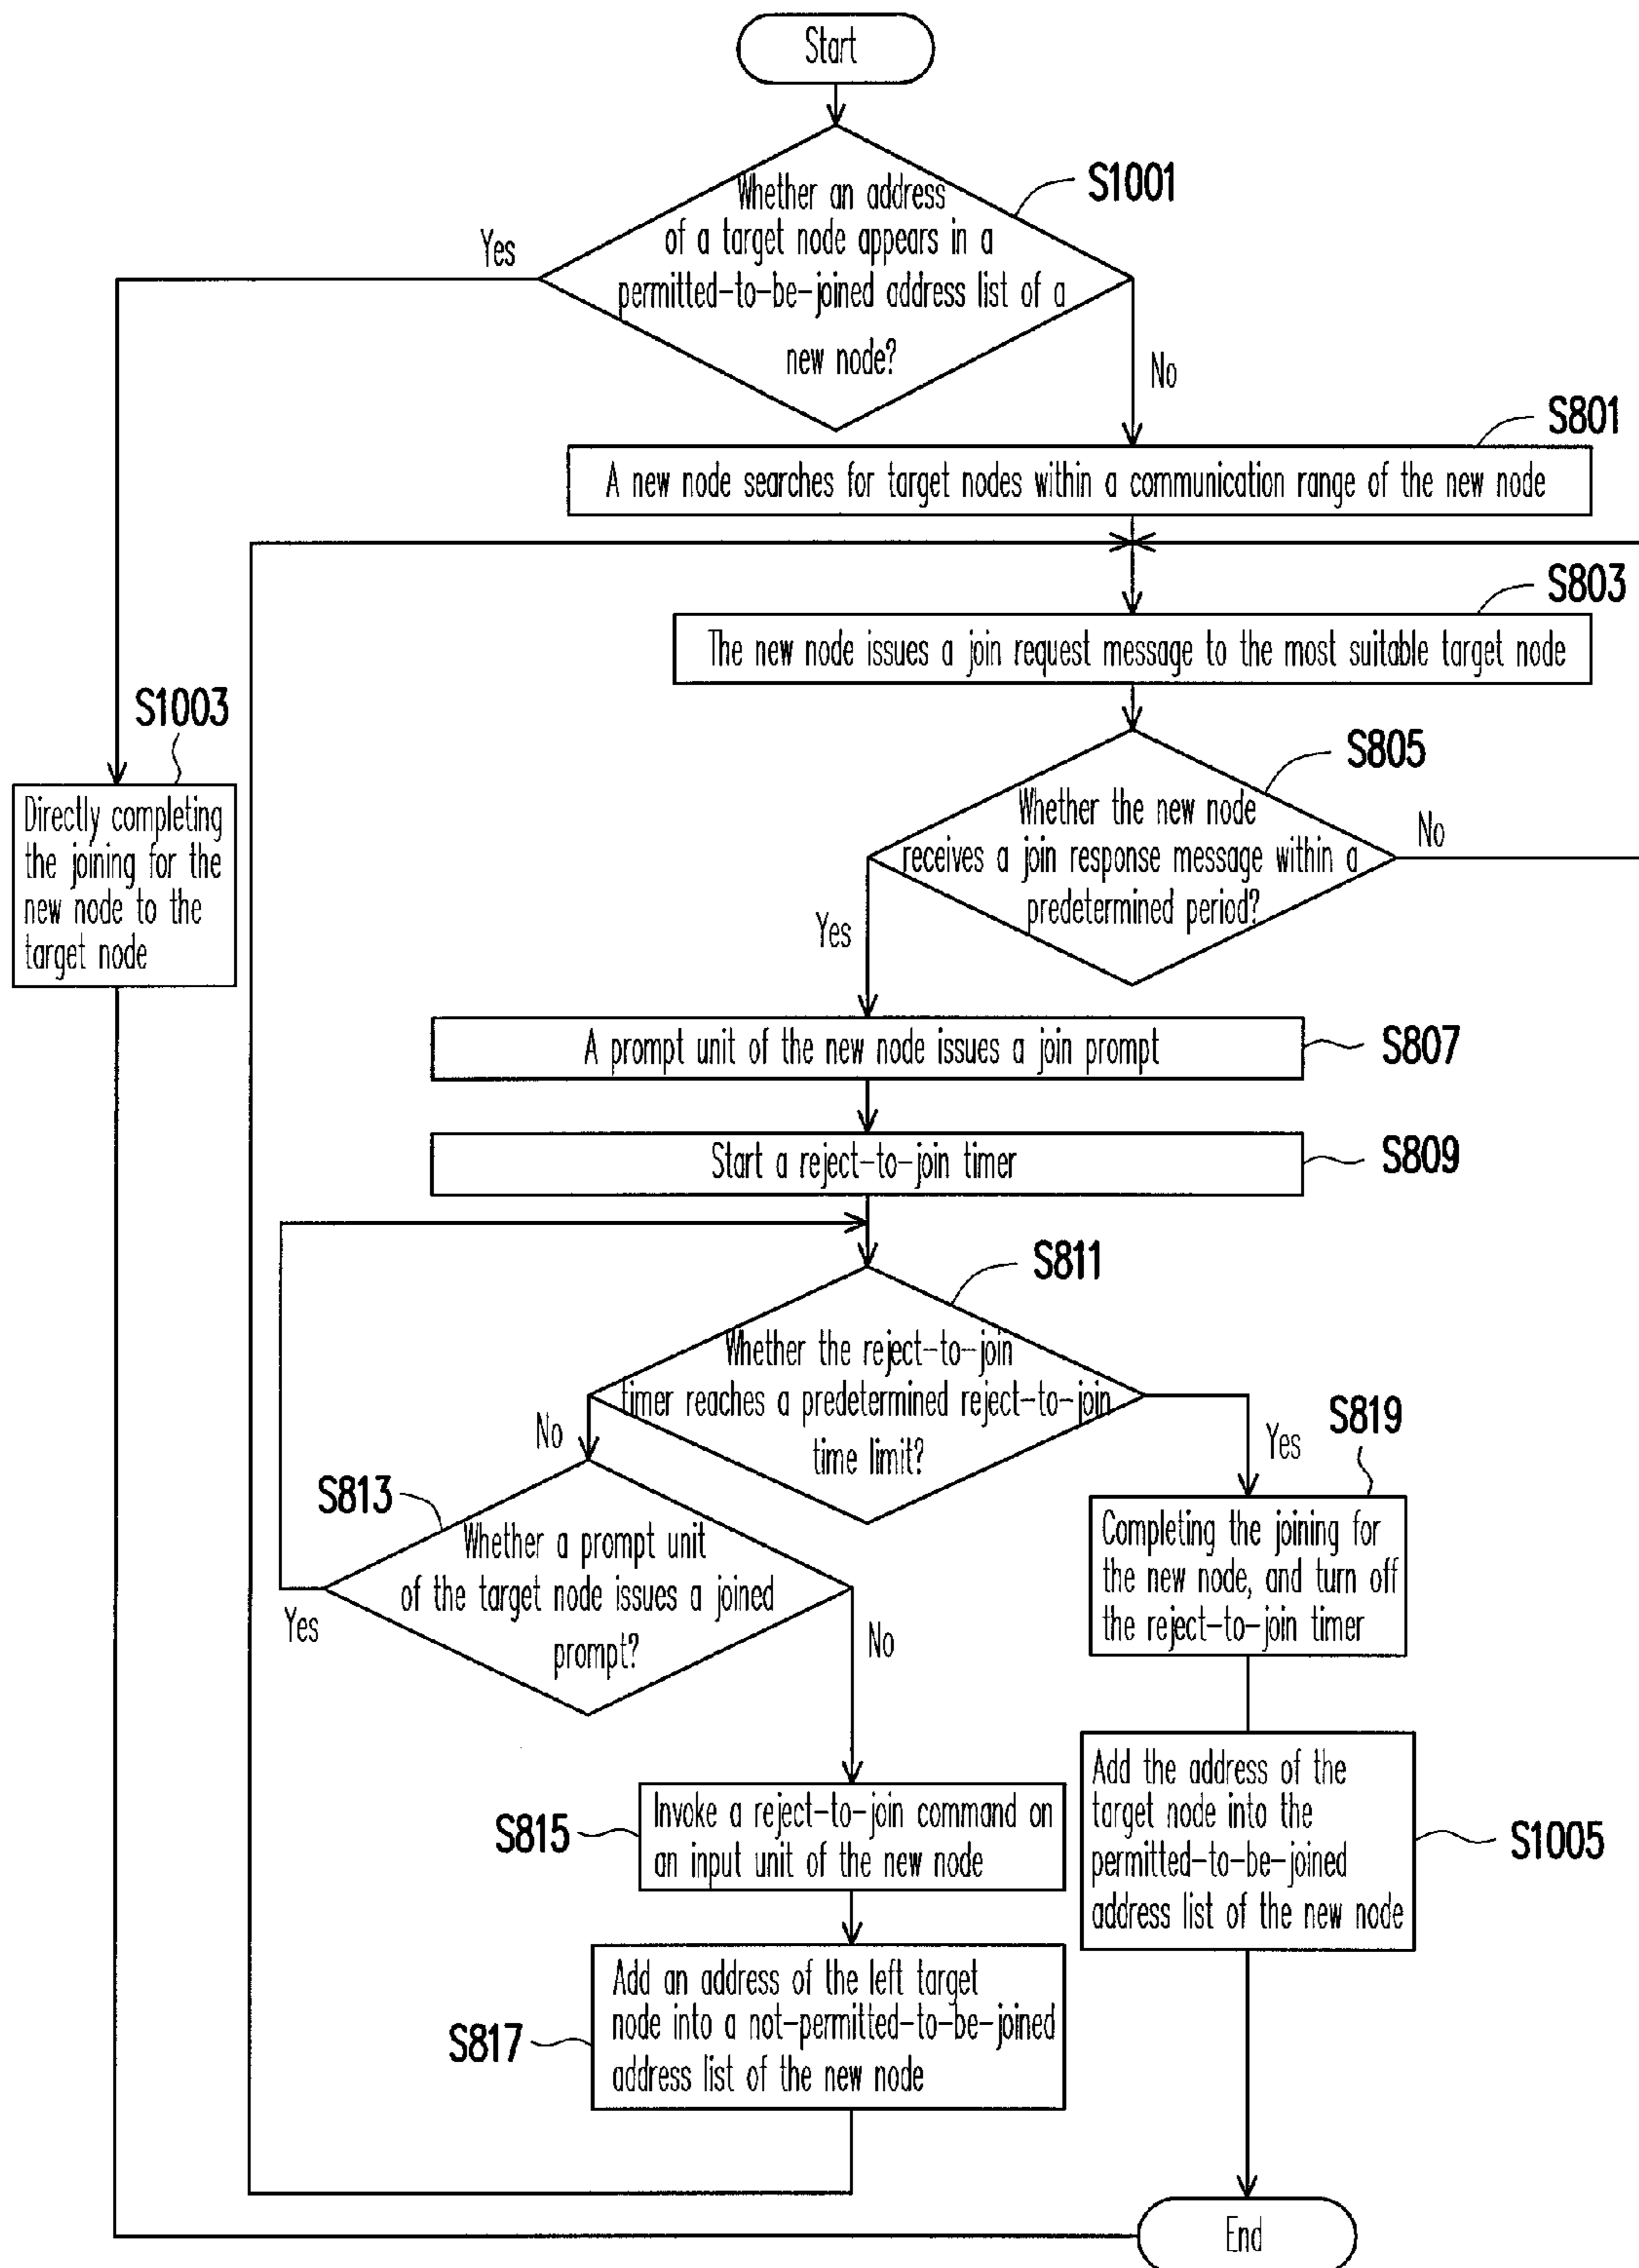 Start
Whether an address
of a target node appears in a
permitted-to-be-joined address list of a
new node?
S1001
Yes
No
S801
A new node searches for target nodes within a communication range of the new node
S803
The new node issues a join request message to the most suitable target node
S1003
Directly completing
the joining for the
new node to the
target node
S805
Whether the new node
receives a join response message within a
predetermined period?
No
Yes
A prompt unit of the new node issues a join prompt
S807
Start a reject-to-join timer
S809
S811
Whether the reject-to-join
timer reaches a predetermined reject-to-join
time limit?
No
Yes
S819
S813
Whether a prompt unit
of the target node issues a joined
prompt?
Yes
No
Completing the joining for
the new node, and turn off
the reject-to-join timer
S815
Invoke a reject-to-join command on
an input unit of the new node
Add the address of the
target node into the
permitted-to-be-joined
address list of the new node
S1005
S817
Add an address of the left target
node into a not-permitted-to-be-joined
address list of the new node
End